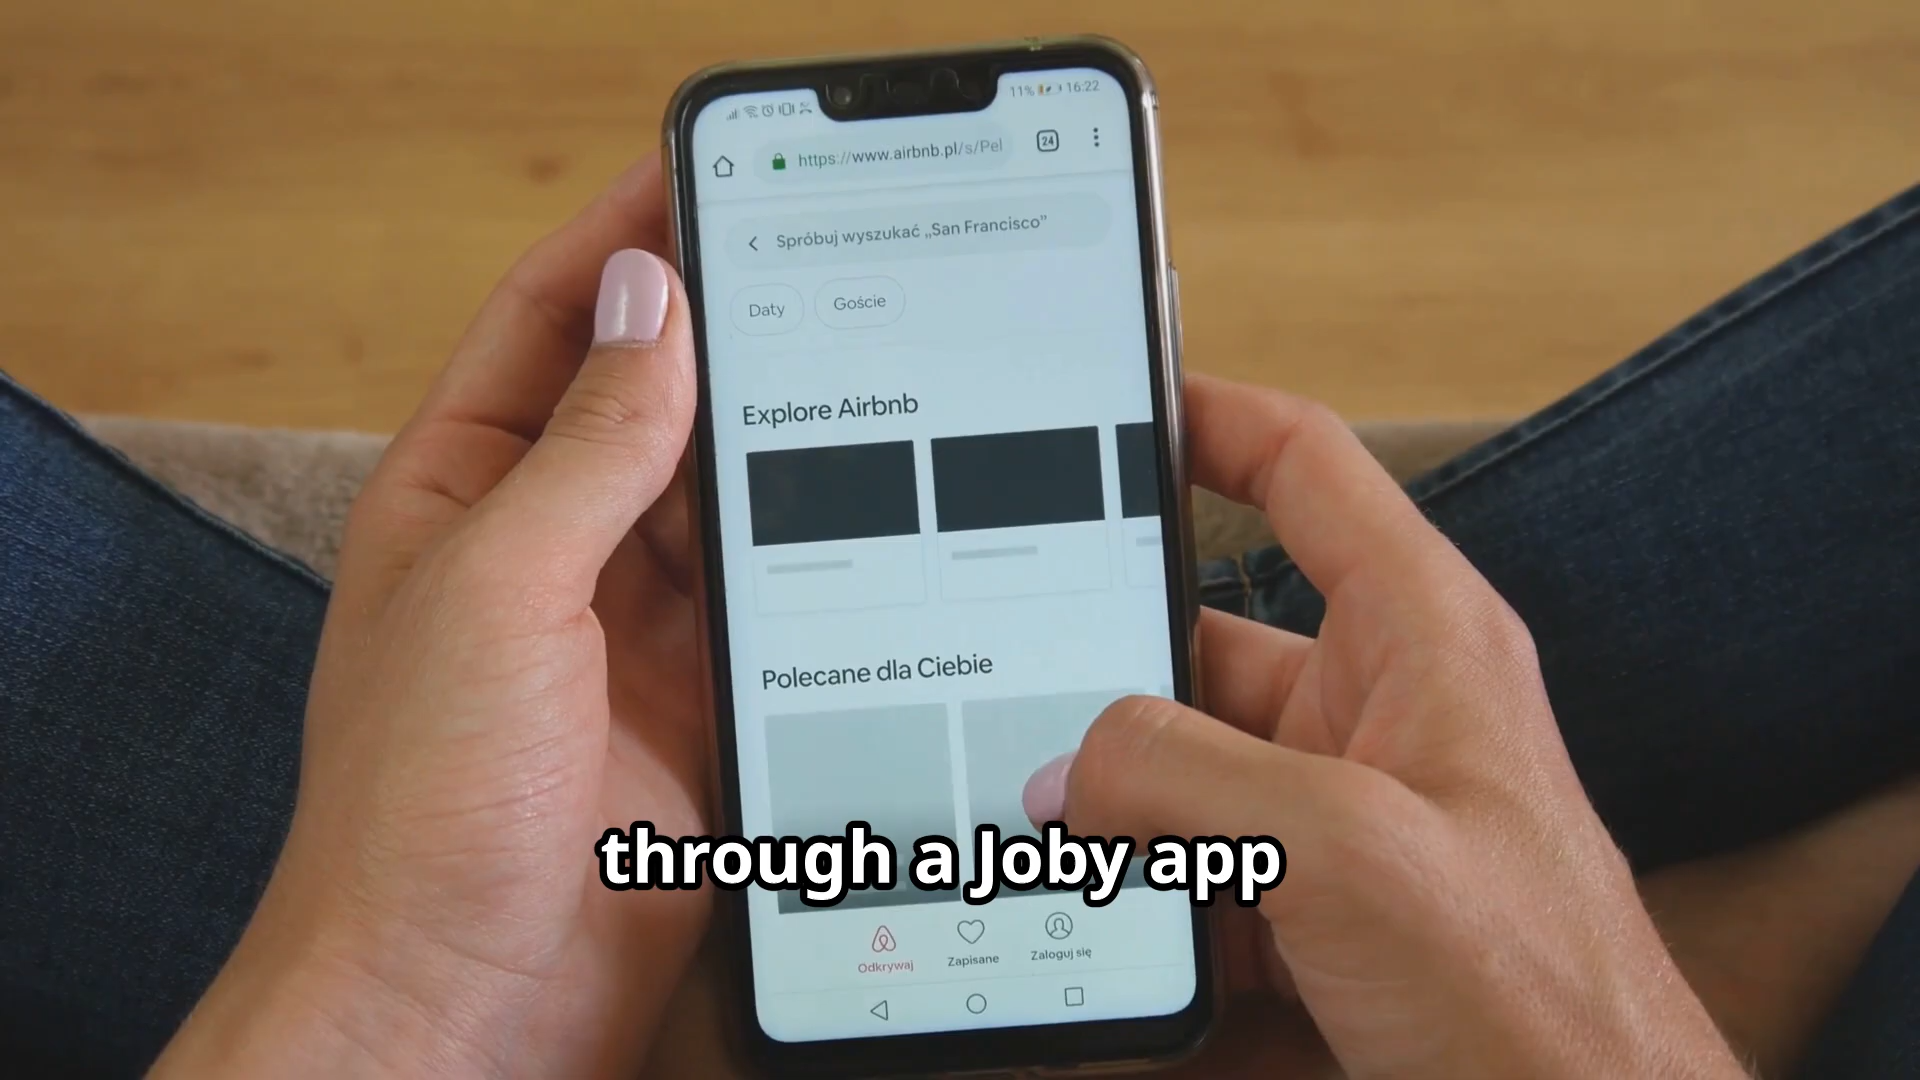 11% 16:22
https://www.airbnb.pl/s/Pel
24
Spróbuj wyszukać „San Francisco”
Daty
Goście
Explore Airbnb
Polecane dla Ciebie
through a Joby app
Odkrywaj
Zapisane
Zaloguj się